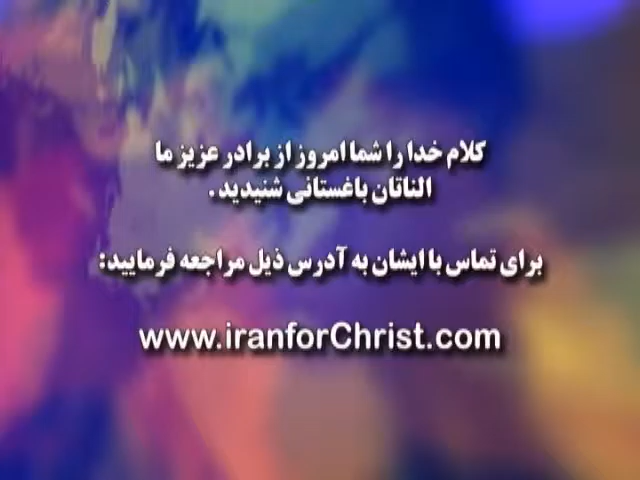 کلام خدا را شما امروز از برادر عزیز ما
الناتان باغستانی شنیدید.
برای تماس با ایشان به آدرس ذیل مراجعه فرمایید:
www.iranforChrist.com